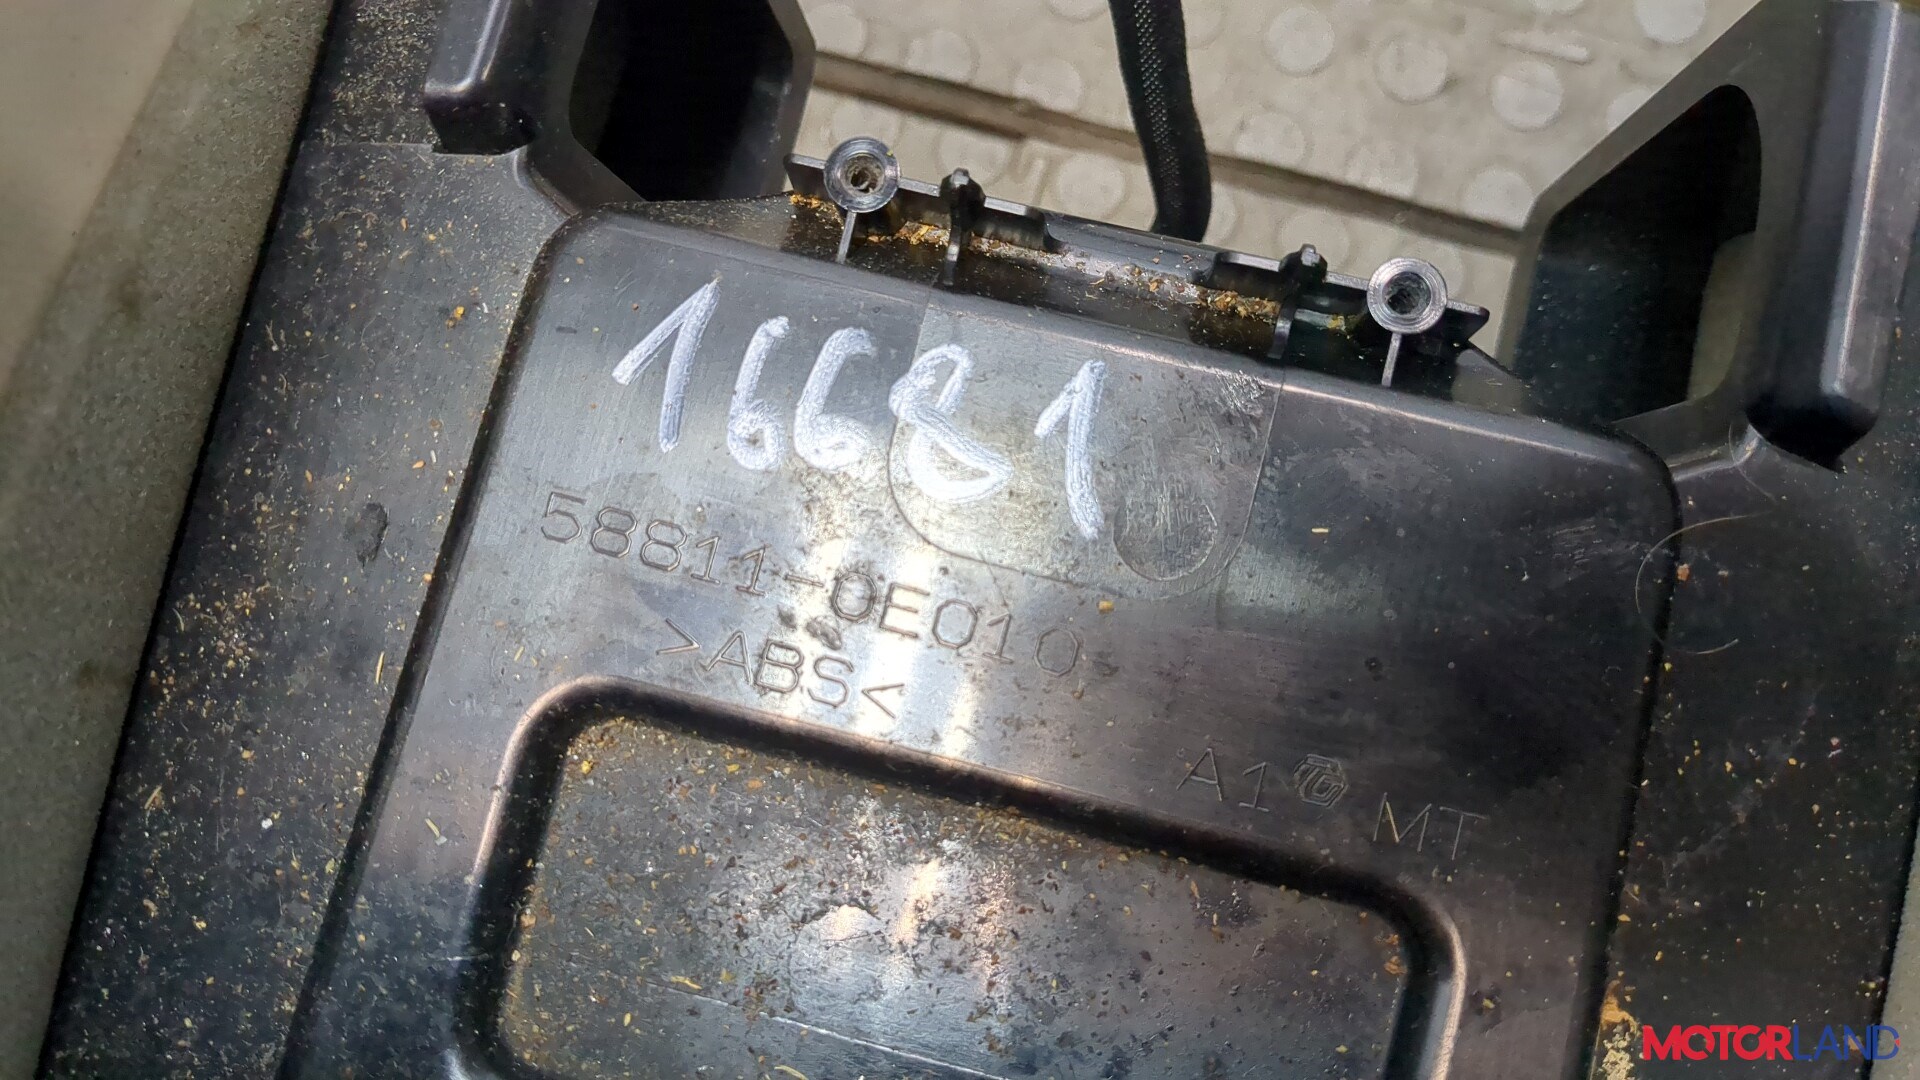 16681
58811-0E010
>ABS<
A1 MT
MOTORLAND